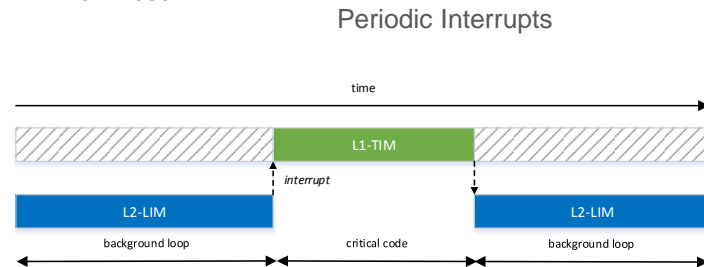 Periodic Interrupts
time
L1-TIM
interrupt
L2-LIM L2-LIM
background loop critical code background loop